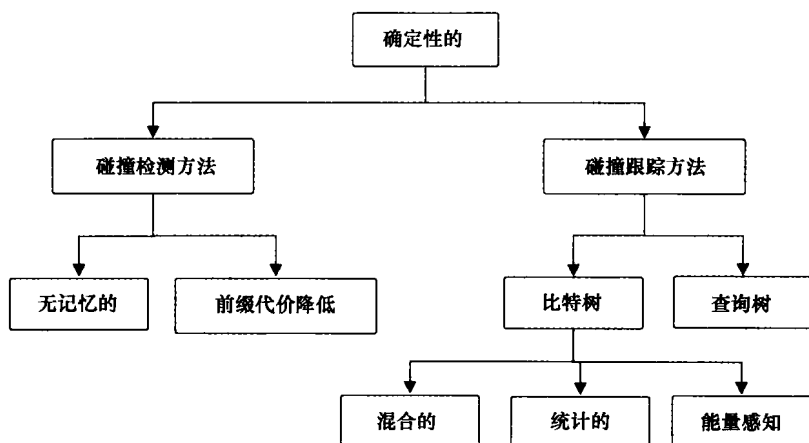 确定性的
碰撞检测方法
碰撞跟踪方法
无记忆的
前缀代价降低
比特树
查询树
混合的
统计的
能量感知